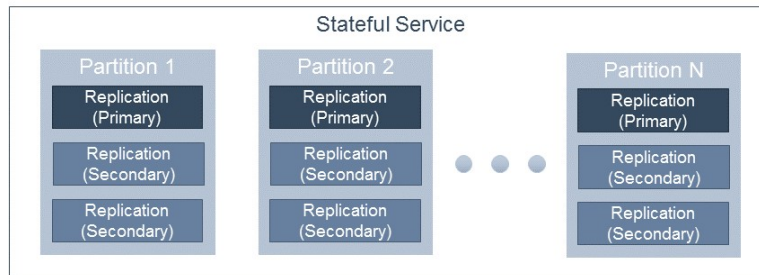 Stateful Service
Partition 1
Replication
(Primary)
Replication
(Secondary)
Replication
(Secondary)
Partition 2
Replication
(Primary)
Replication
(Secondary)
Replication
(Secondary)
Partition N
Replication
(Primary)
Replication
(Secondary)
Replication
(Secondary)